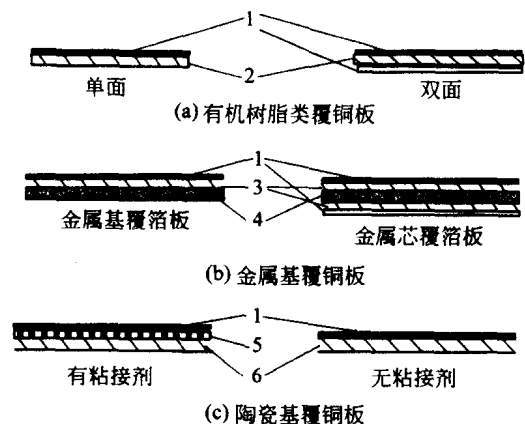 1
2
单面 双面
(a) 有机树脂类覆铜板
1
3
4
金属基覆箔板 金属芯覆箔板
(b) 金属基覆铜板
1
5
6
有粘接剂 无粘接剂
(c) 陶瓷基覆铜板